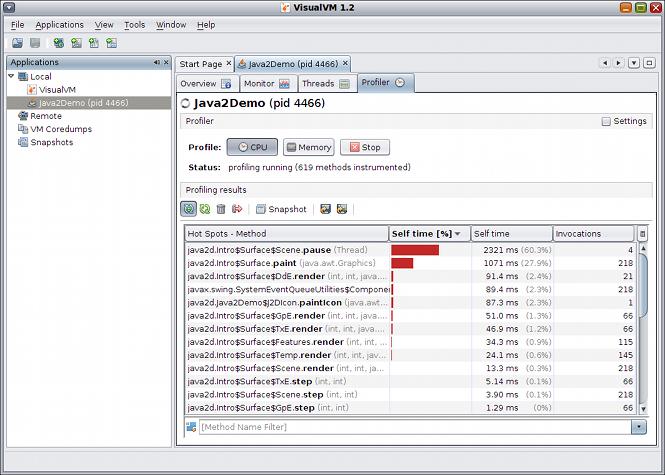 VisualVM 1.2
File Applications View Tools Window Help
Applications
Local
VisualVM
Java2Demo (pid 4466)
Remote
VM Coredumps
Snapshots
Start Page Java2Demo (pid 4466)
Overview Monitor Threads Profiler
Java2Demo (pid 4466)
Profiler Settings
Profile: CPU Memory Stop
Status: profiling running (619 methods instrumented)
Profiling results
Snapshot
Hot Spots - Method Self time [%] Self time Invocations
java2d.Intro$Surface$Scene.pause (Thread) 2321 ms (60.3%) 4
java2d.Intro$Surface.paint (java.awt.Graphics) 1071 ms (27.9%) 218
java2d.Intro$Surface$DdE.render (int, int, java.... 91.4 ms (2.4%) 21
javax.swing.SystemEventQueueUtilities$Componen 89.4 ms (2.3%) 218
java2d.Java2Demo$J2DIcon.paintIcon (java.awt... 87.3 ms (2.3%) 1
java2d.Intro$Surface$GpE.render (int, int, java.... 51.0 ms (1.3%) 66
java2d.Intro$Surface$TxE.render (int, int, java.... 46.9 ms (1.2%) 66
java2d.Intro$Surface$Features.render (int, int, ... 34.3 ms (0.9%) 115
java2d.Intro$Surface$Temp.render (int, int, jav... 24.1 ms (0.6%) 145
java2d.Intro$Surface$Scene.render (int, int, ... 13.3 ms (0.3%) 218
java2d.Intro$Surface$TxE.step (int, int) 5.14 ms (0.1%) 66
java2d.Intro$Surface$Scene.step (int, int) 3.90 ms (0.1%) 218
java2d.Intro$Surface$GpE.step (int, int) 1.29 ms (0%) 66
[Method Name Filter]